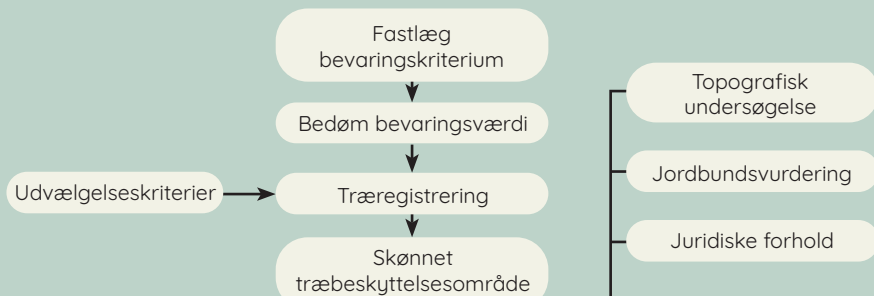 Fastlæg
bevaringskriterium
Bedøm bevaringsværdi
Udvælgelseskriterier
Træregistrering
Skønnet
træbeskyttelsesområde
Topografisk
undersøgelse
Jordbundsvurdering
Juridiske forhold